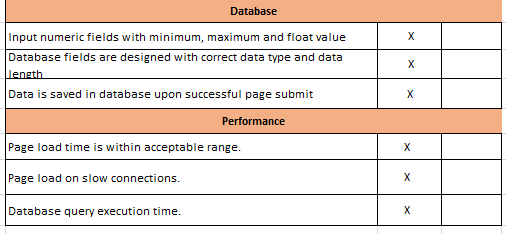 Database
Input numeric fields with minimum, maximum and float value X
Database fields are designed with correct data type and data
length X
Data is saved in database upon successful page submit X
Performance
Page load time is within acceptable range. X
Page load on slow connections. X
Database query execution time. X